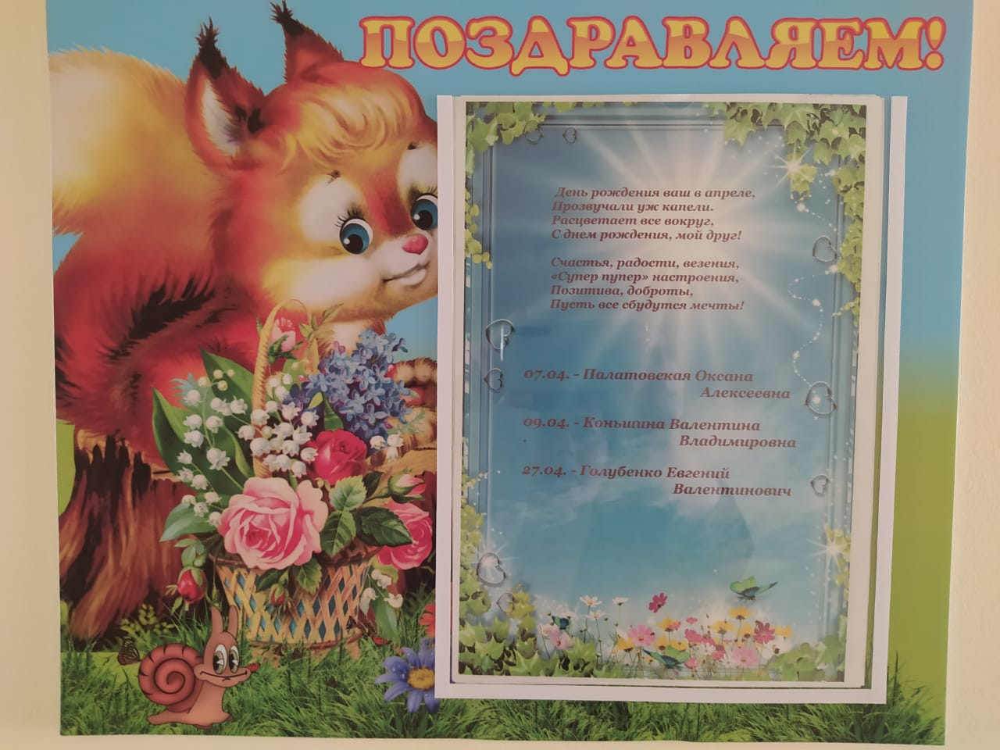 ПОЗДРАВЛЯЕМ!
День рождения ваш в апреле,
Прозвучали уж капели.
Расцветает все вокруг,
С днем рождения, мой друг!
Счастья, радости, везения,
«Супер пупер» настроения,
Позитива, доброты,
Пусть все сбудутся мечты!
07.04. - Палатовская Оксана
Алексеевна
09.04. - Коньшина Валентина
Владимировна
27.04. - Голубенко Евгений
Валентинович